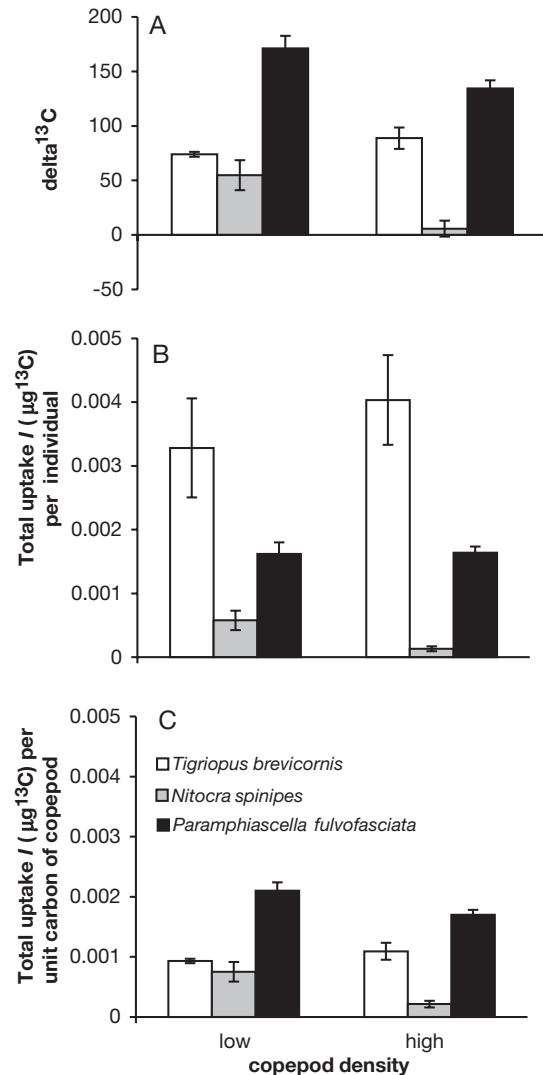 A
200
150
100
50
0
-50
delta13C
B
0.005
0.004
0.003
0.002
0.001
0
Total uptake I (µg13C)
per individual
C
0.005
0.004
0.003
0.002
0.001
0
Total uptake I (µg13C) per
unit carbon of copepod
Tigriopus brevicornis
Nitocra spinipes
Paramphiascella fulvofasciata
low
high
copepod density